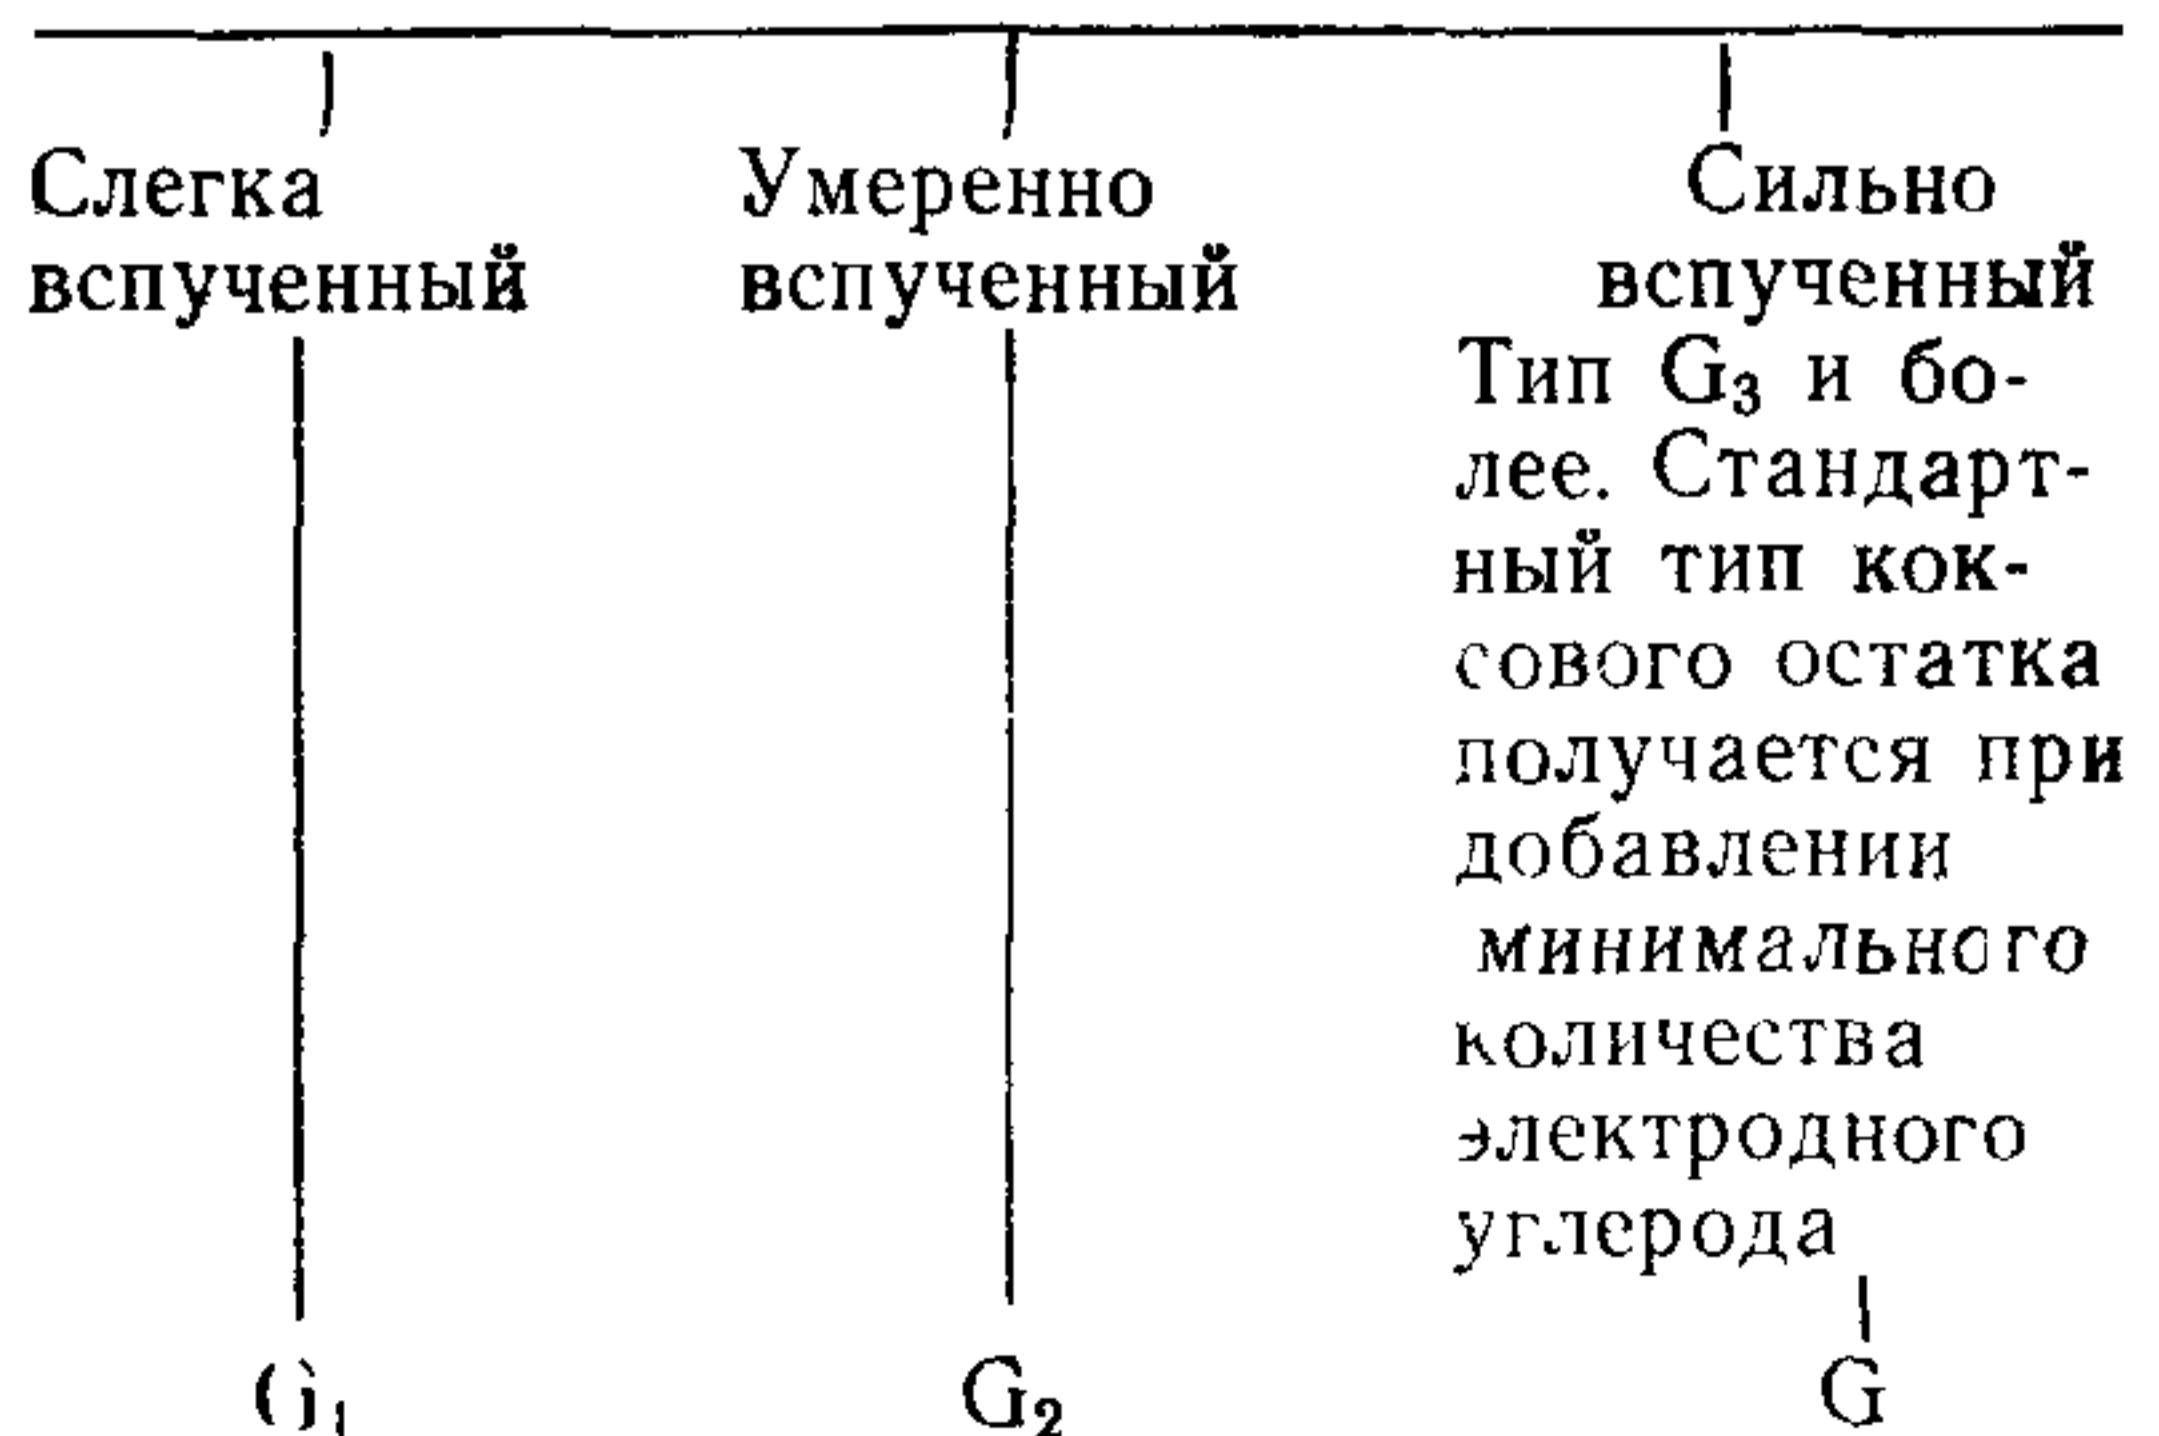 Слегка
вспученный
Умеренно
вспученный
Сильно
вспученный
Тип G₃ и бо-
лее. Стандарт-
ный тип кок-
сового остатка
получается при
добавлении
минимального
количества
электродного
углерода
G₁
G₂
G